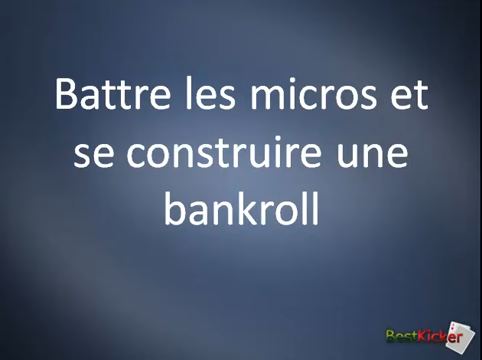 Battre les micros et
se construire une
bankroll
BestKicker